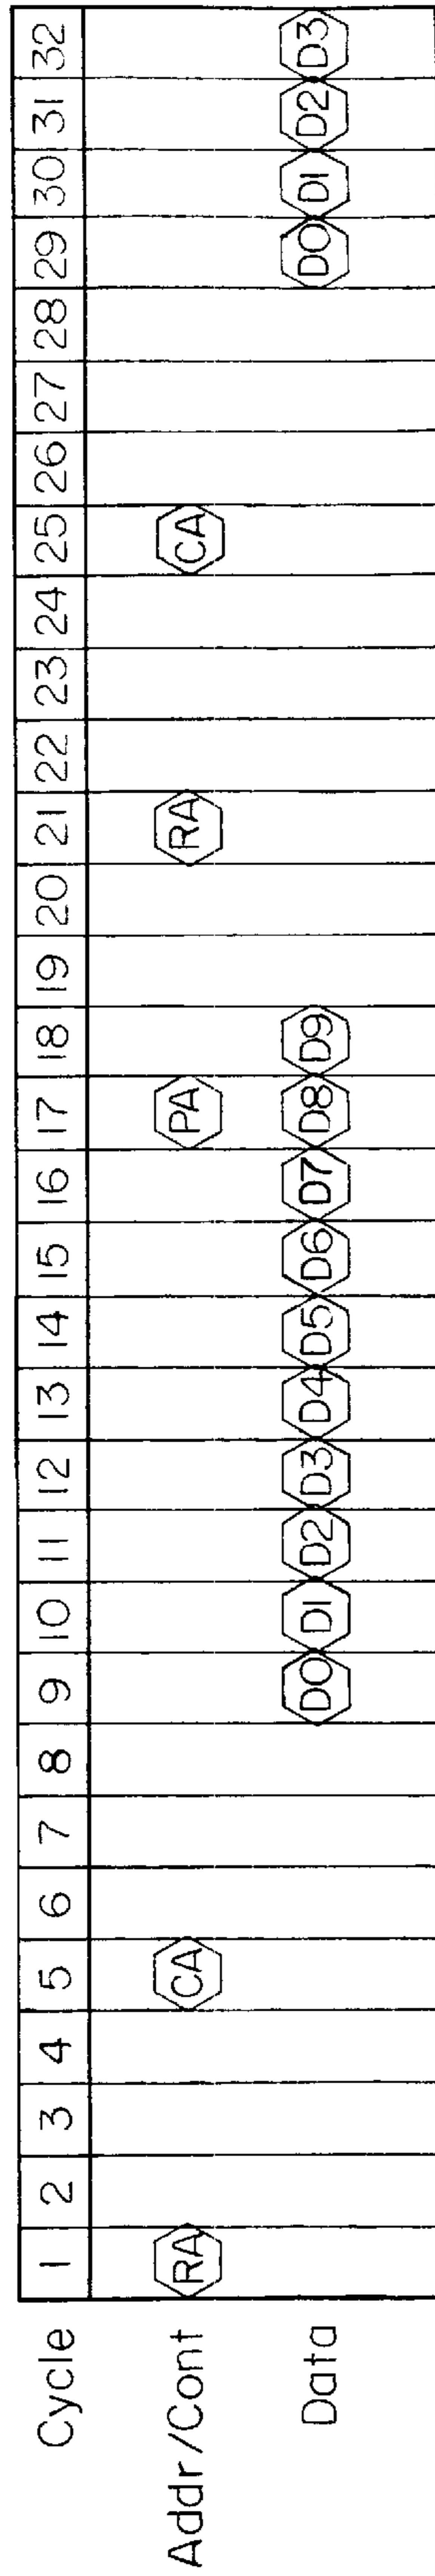 Cycle 1 2 3 4 5 6 7 8 9 10 11 12 13 14 15 16 17 18 19 20 21 22 23 24 25 26 27 28 29 30 31 32
Addr/Cont RA CA PA RA CA
Data D0 D1 D2 D3 D4 D5 D6 D7 D8 D9 D0 D1 D2 D3